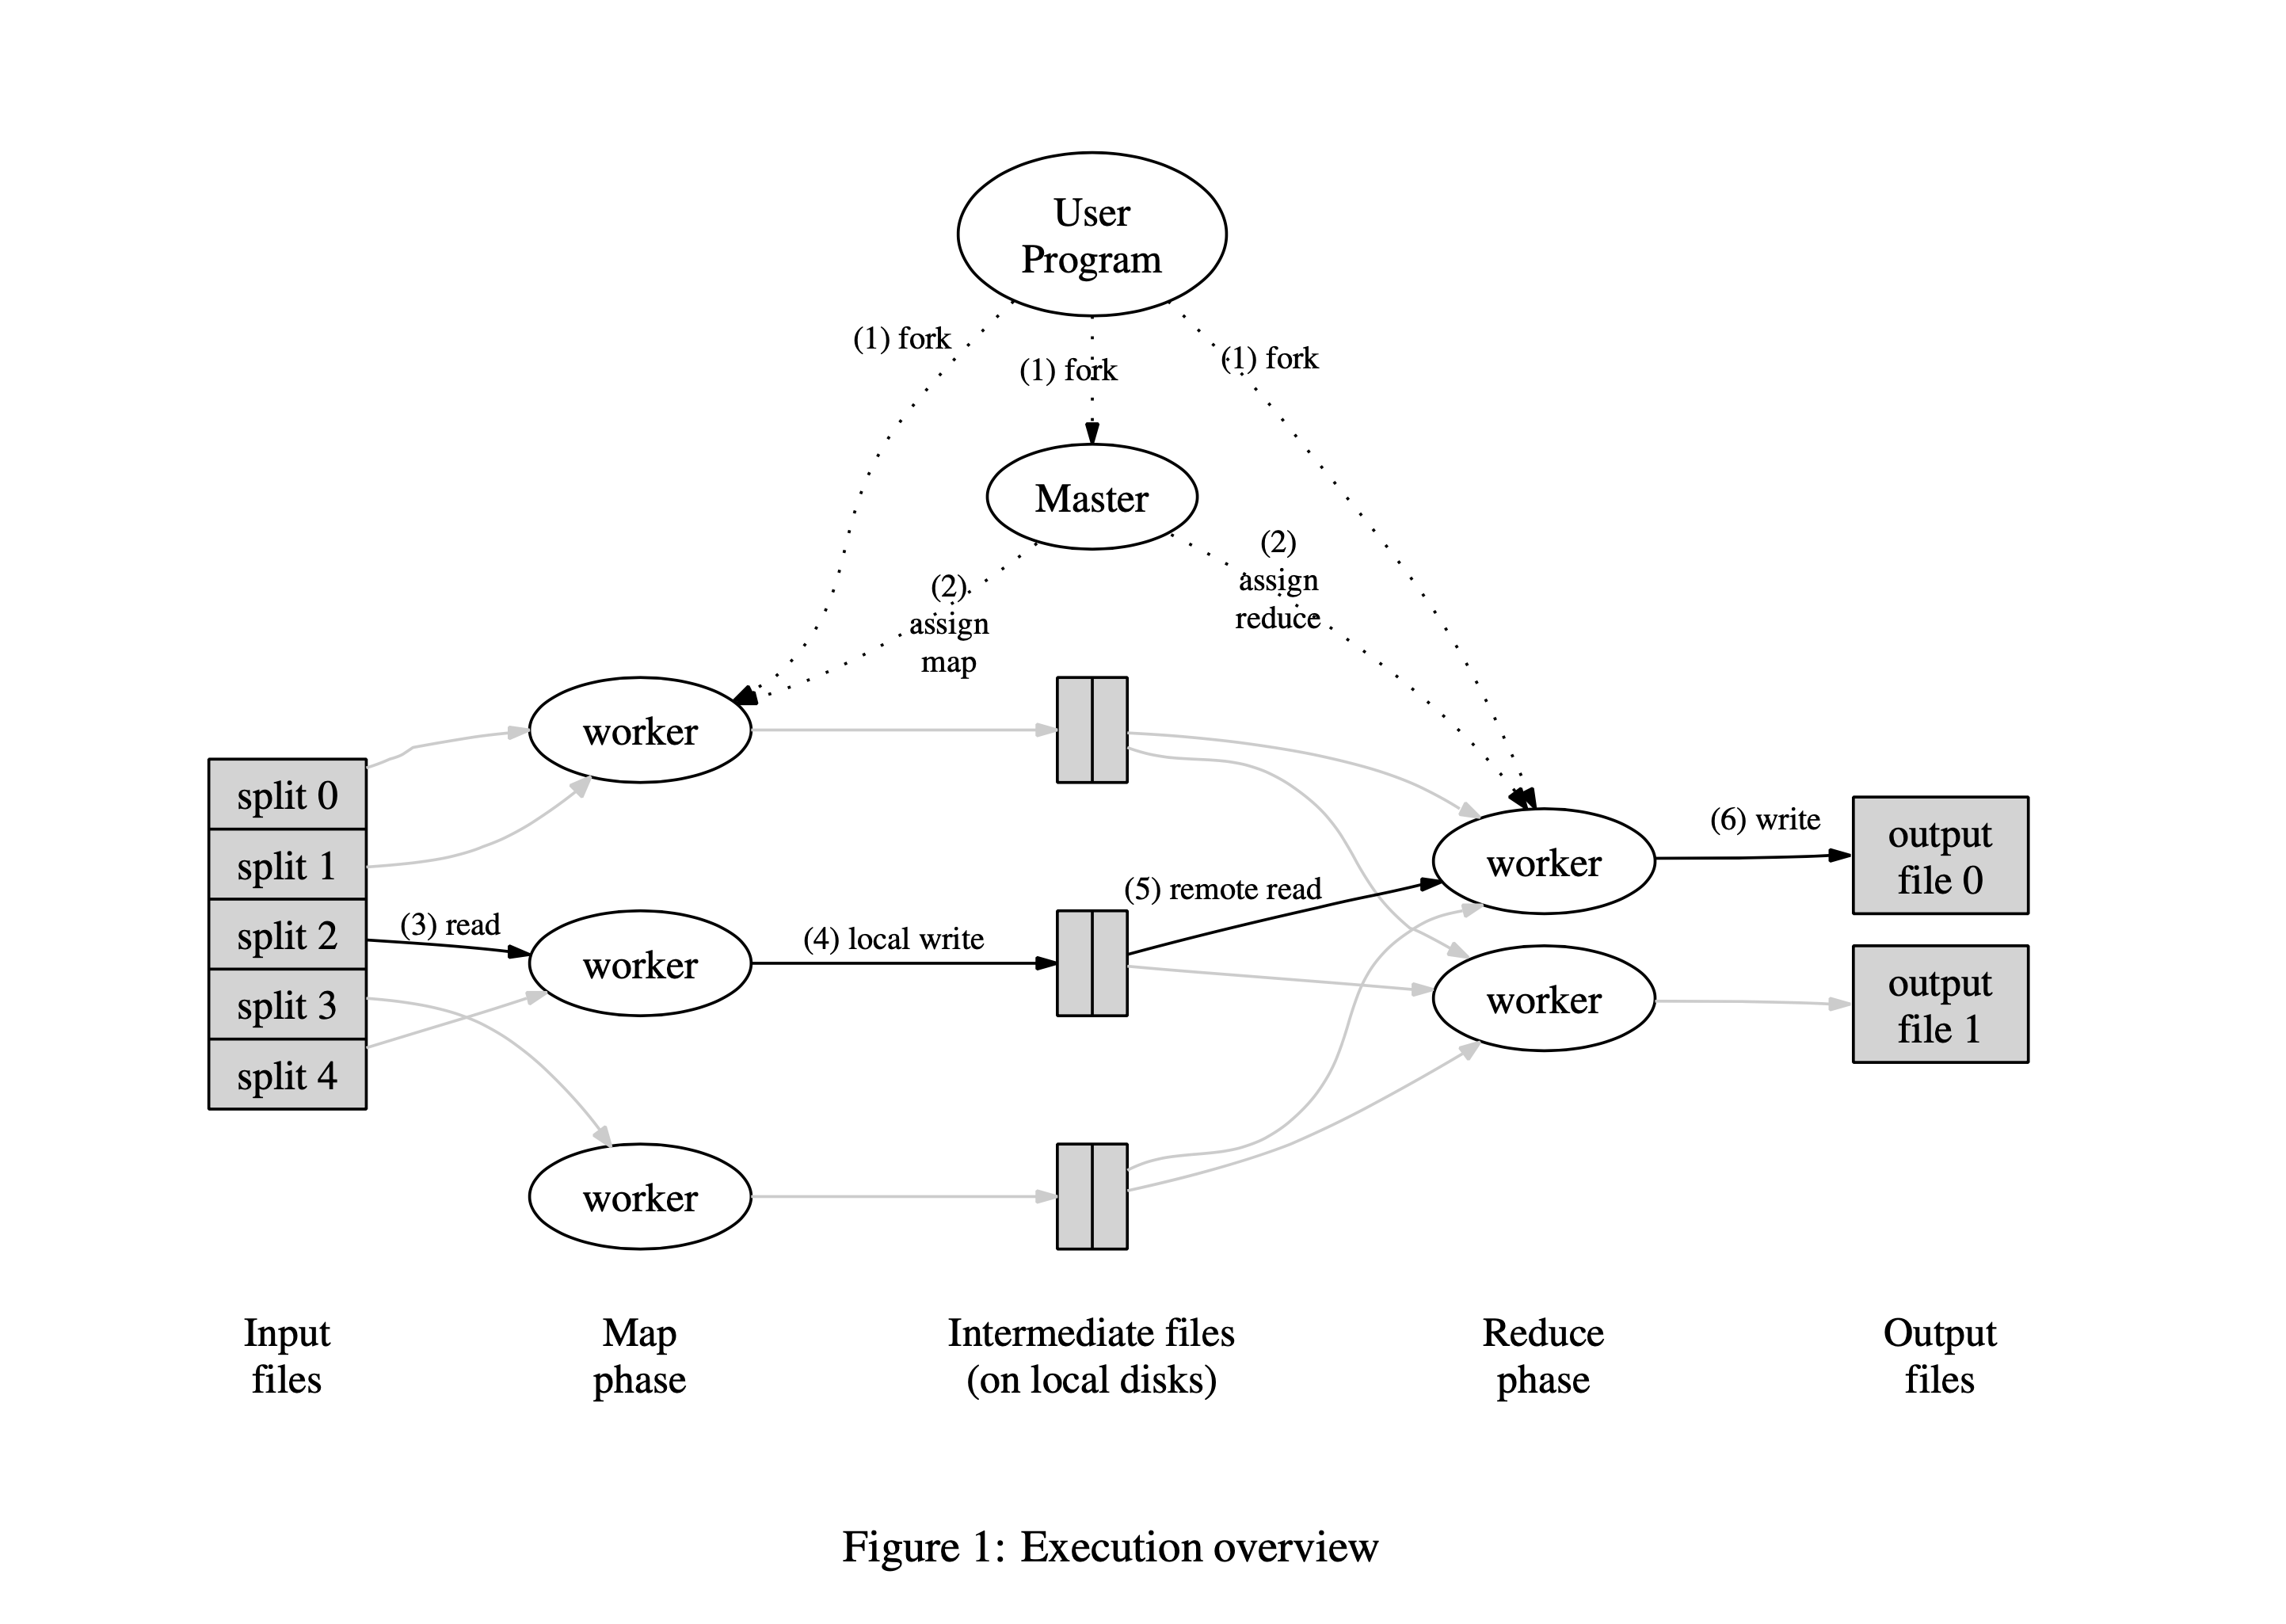 User
Program
(1) fork
(1) fork
(1) fork
Master
(2)
assign
map
(2)
assign
reduce
split 0
split 1
split 2
split 3
split 4
(3) read
worker
worker
worker
(4) local write
(5) remote read
worker
worker
(6) write
output
file 0
output
file 1
Input
files
Map
phase
Intermediate files
(on local disks)
Reduce
phase
Output
files
Figure 1: Execution overview